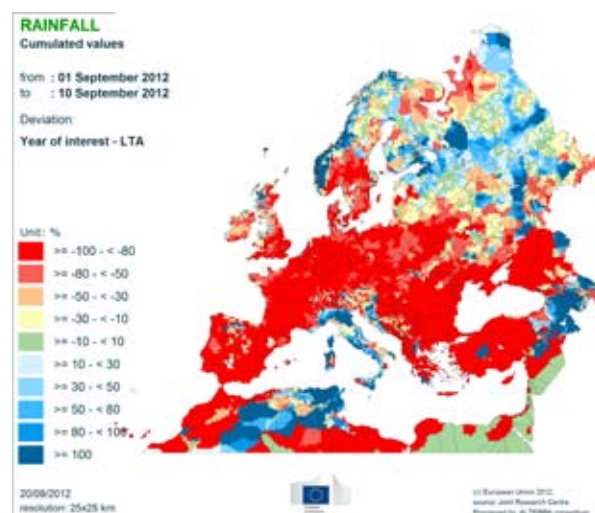 RAINFALL
Cumulated values
from : 01 September 2012
to : 10 September 2012
Deviation:
Year of interest - LTA
Unit: %
>= -100 - < -80
>= -80 - < -50
>= -50 - < -30
>= -30 - < -10
>= -10 - < 10
>= 10 - < 30
>= 30 - < 50
>= 50 - < 80
>= 80 - < 100
>= 100
20/09/2012
resolution: 25x25 km
(c) European Union 2012,
source: Joint Research Centre